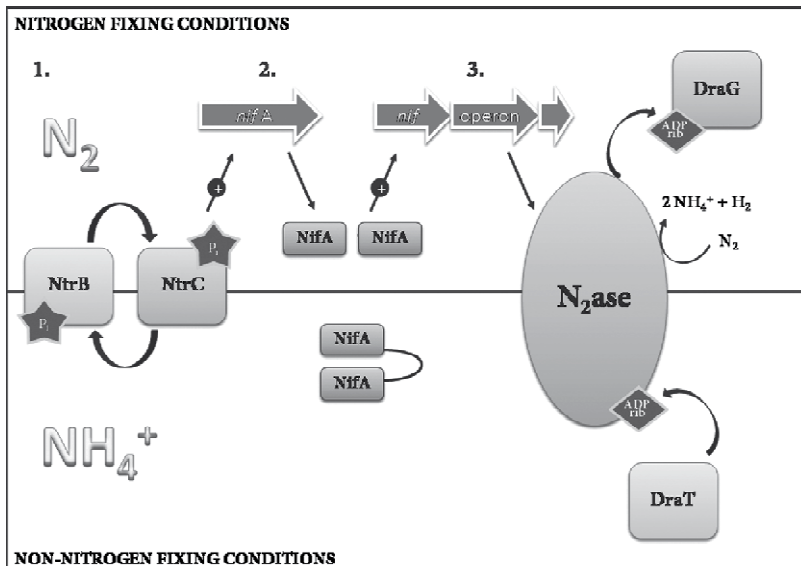 NITROGEN FIXING CONDITIONS
1.
2.
3.
N₂
nif A
nif
operon
DraG
ADP
rib
+
+
NifA
NifA
2 NH₄⁺ + H₂
N₂
Pᵢ
NtrB
NtrC
Pᵢ
N₂ase
NifA
NifA
ADP
rib
NH₄⁺
DraT
NON-NITROGEN FIXING CONDITIONS